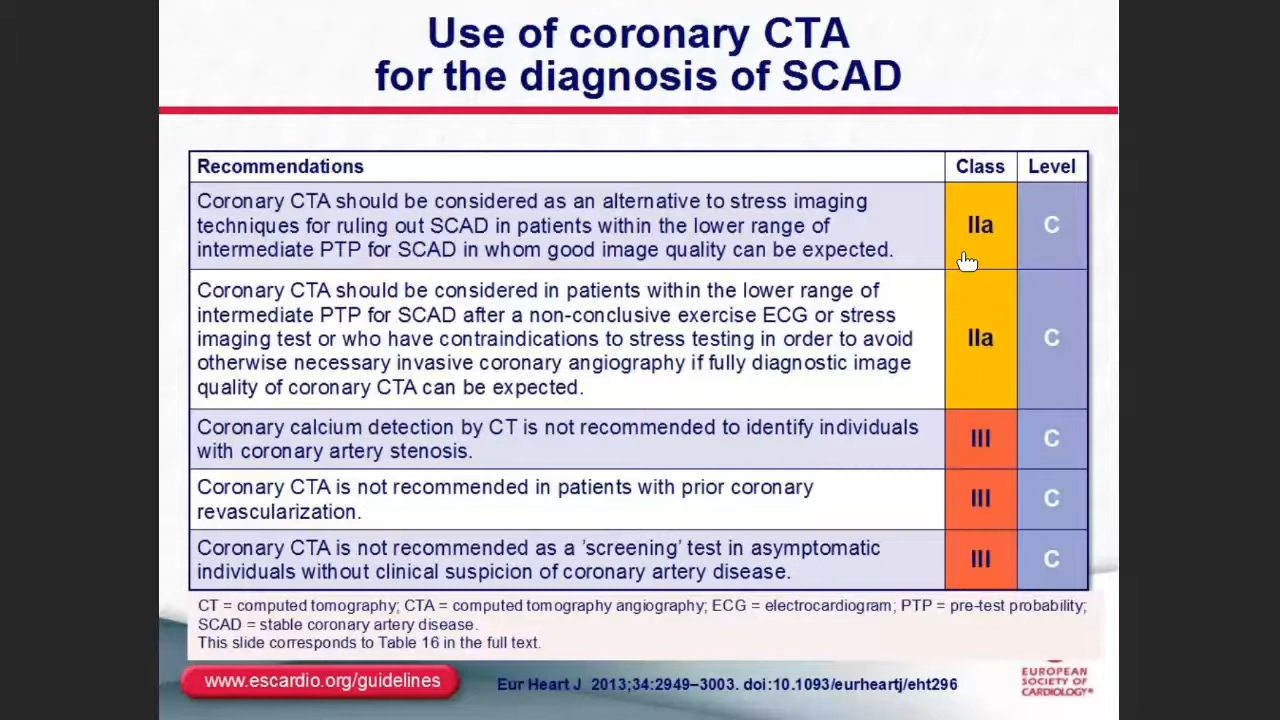 Use of coronary CTA
for the diagnosis of SCAD
Recommendations Class Level
Coronary CTA should be considered as an alternative to stress imaging
techniques for ruling out SCAD in patients within the lower range of
intermediate PTP for SCAD in whom good image quality can be expected.
IIa C
Coronary CTA should be considered in patients within the lower range of
intermediate PTP for SCAD after a non-conclusive exercise ECG or stress
imaging test or who have contraindications to stress testing in order to avoid
otherwise necessary invasive coronary angiography if fully diagnostic image
quality of coronary CTA can be expected.
IIa C
Coronary calcium detection by CT is not recommended to identify individuals
with coronary artery stenosis.
III C
Coronary CTA is not recommended in patients with prior coronary
revascularization.
III C
Coronary CTA is not recommended as a 'screening' test in asymptomatic
individuals without clinical suspicion of coronary artery disease.
III C
CT = computed tomography; CTA = computed tomography angiography; ECG = electrocardiogram; PTP = pre-test probability;
SCAD = stable coronary artery disease.
This slide corresponds to Table 16 in the full text.
www.escardio.org/guidelines
Eur Heart J 2013;34:2949–3003. doi:10.1093/eurheartj/eht296
EUROPEAN
SOCIETY OF
CARDIOLOGY®